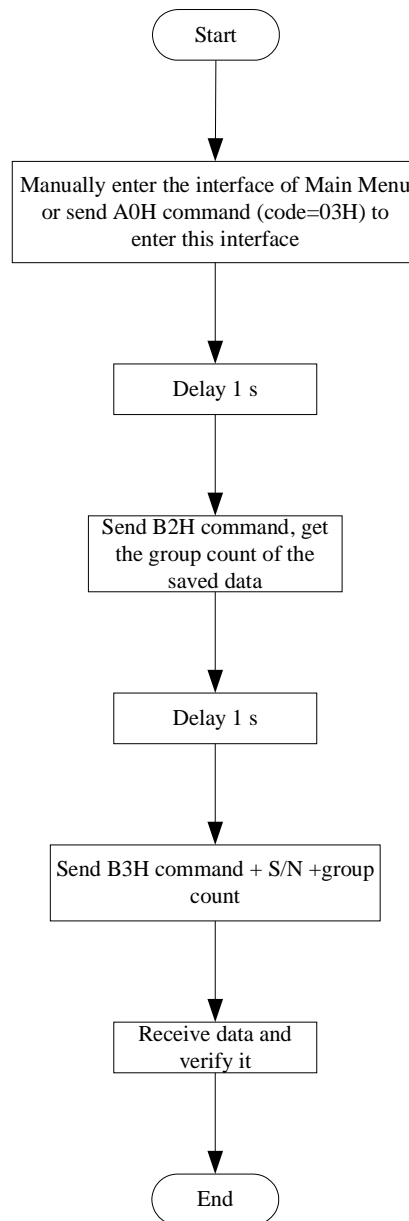 Start
Manually enter the interface of Main Menu
or send A0H command (code=03H) to
enter this interface
Delay 1 s
Send B2H command, get
the group count of the
saved data
Delay 1 s
Send B3H command + S/N +group
count
Receive data and
verify it
End